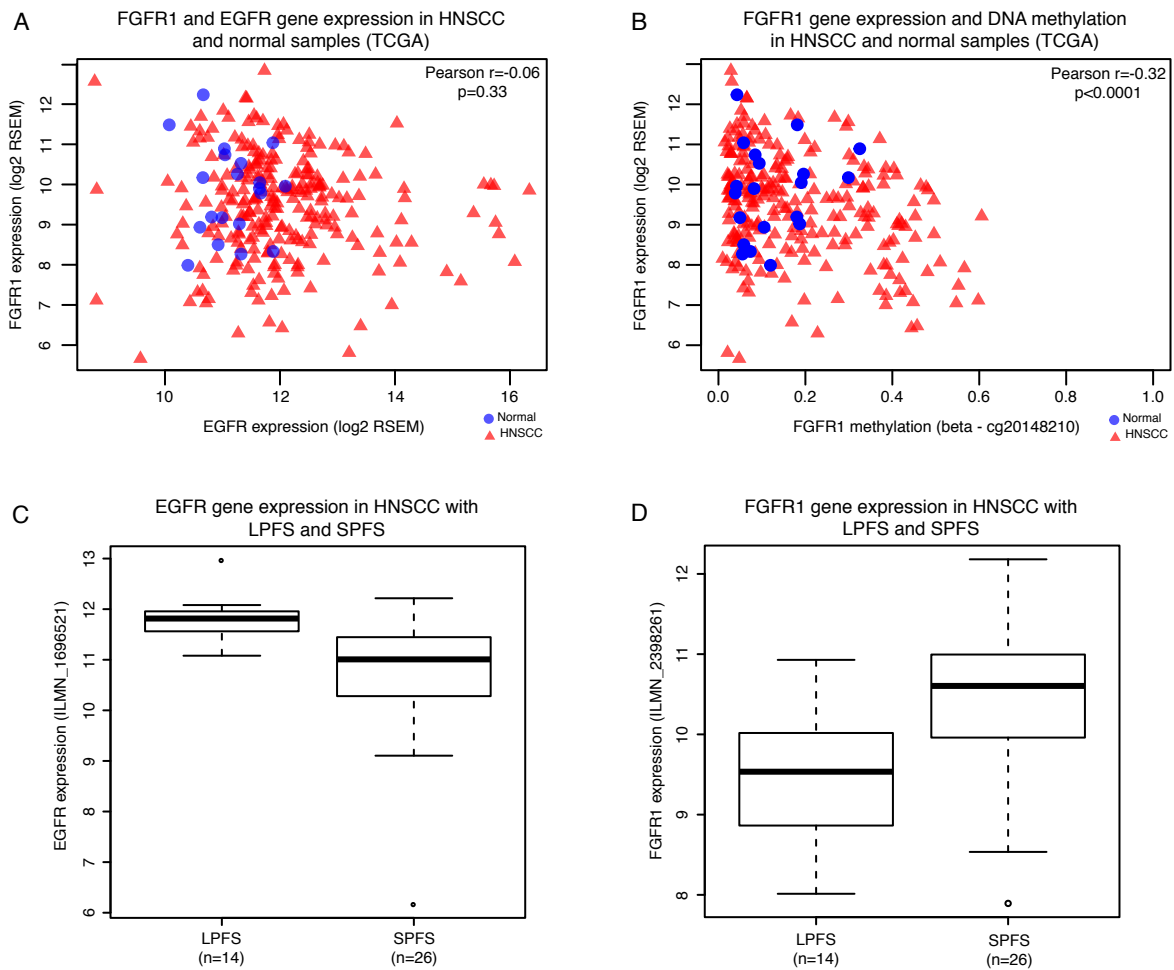 A
FGFR1 and EGFR gene expression in HNSCC
and normal samples (TCGA)
Pearson r=-0.06
p=0.33
FGFR1 expression (log2 RSEM)
12
11
10
9
8
7
6
10
12
14
16
EGFR expression (log2 RSEM)
Normal
HNSCC
B
FGFR1 gene expression and DNA methylation
in HNSCC and normal samples (TCGA)
Pearson r=-0.32
p<0.0001
FGFR1 expression (log2 RSEM)
12
11
10
9
8
7
6
0.0
0.2
0.4
0.6
0.8
1.0
FGFR1 methylation (beta - cg20148210)
Normal
HNSCC
C
EGFR gene expression in HNSCC with
LPFS and SPFS
EGFR expression (ILMN_1696521)
13
12
11
10
9
8
7
6
LPFS
(n=14)
SPFS
(n=26)
D
FGFR1 gene expression in HNSCC with
LPFS and SPFS
FGFR1 expression (ILMN_2398261)
12
11
10
9
8
LPFS
(n=14)
SPFS
(n=26)